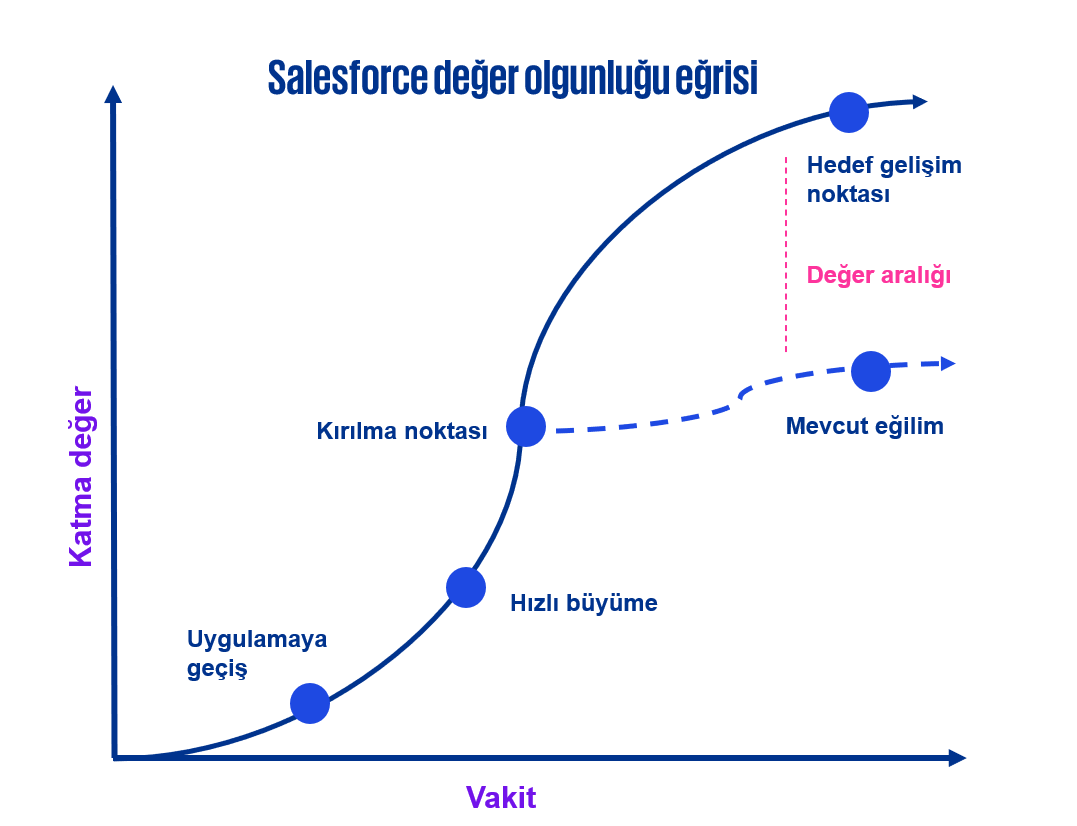 Salesforce değer olgunluğu eğrisi
Hedef gelişim
noktası
Değer aralığı
Kırılma noktası
Mevcut eğilim
Katma değer
Hızlı büyüme
Uygulamaya
geçiş
Vakit